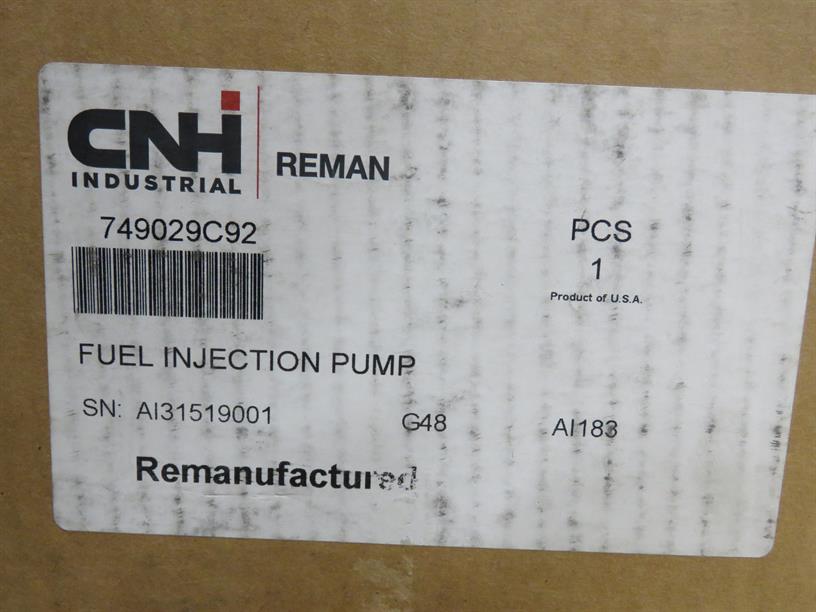 CNH
INDUSTRIAL
REMAN
749029C92
PCS
1
Product of U.S.A.
FUEL INJECTION PUMP
SN: AI31519001 G48 AI183
Remanufactured